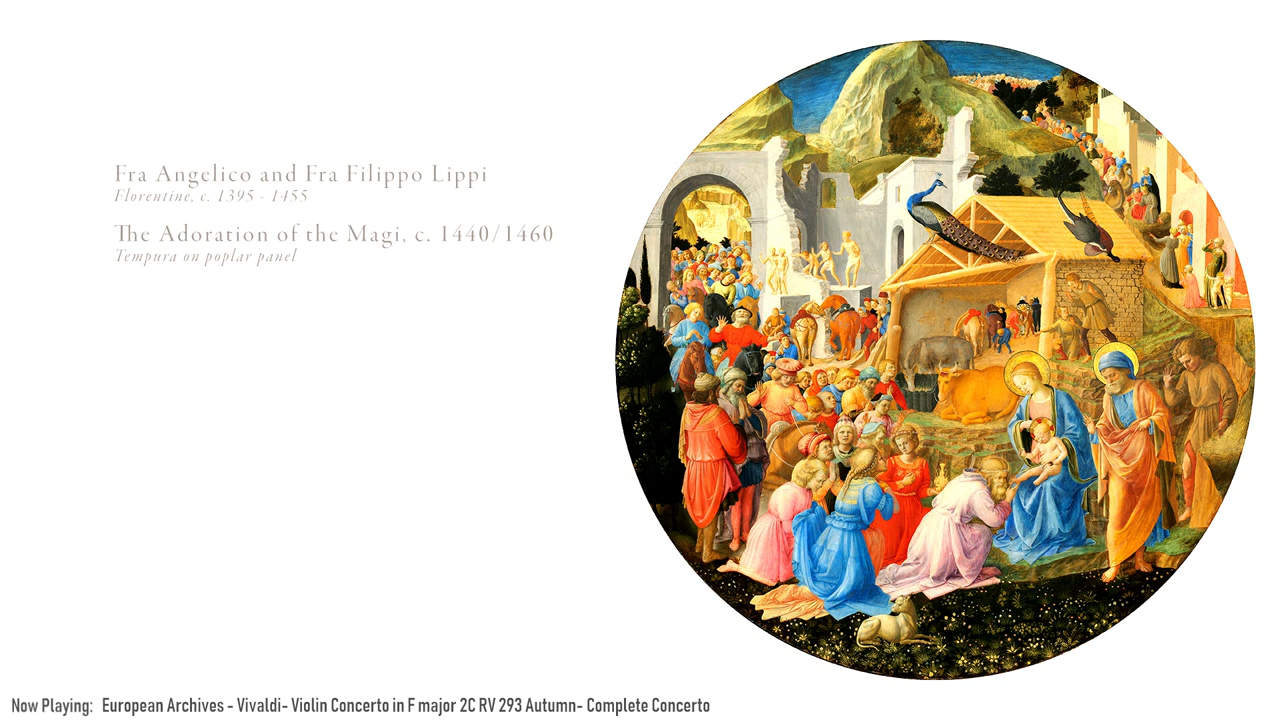 Fra Angelico and Fra Filippo Lippi
Florentine, c. 1395 - 1455
The Adoration of the Magi, c. 1440/1460
Tempura on poplar panel
Now Playing: European Archives - Vivaldi- Violin Concerto in F major 2C RV 293 Autumn- Complete Concerto